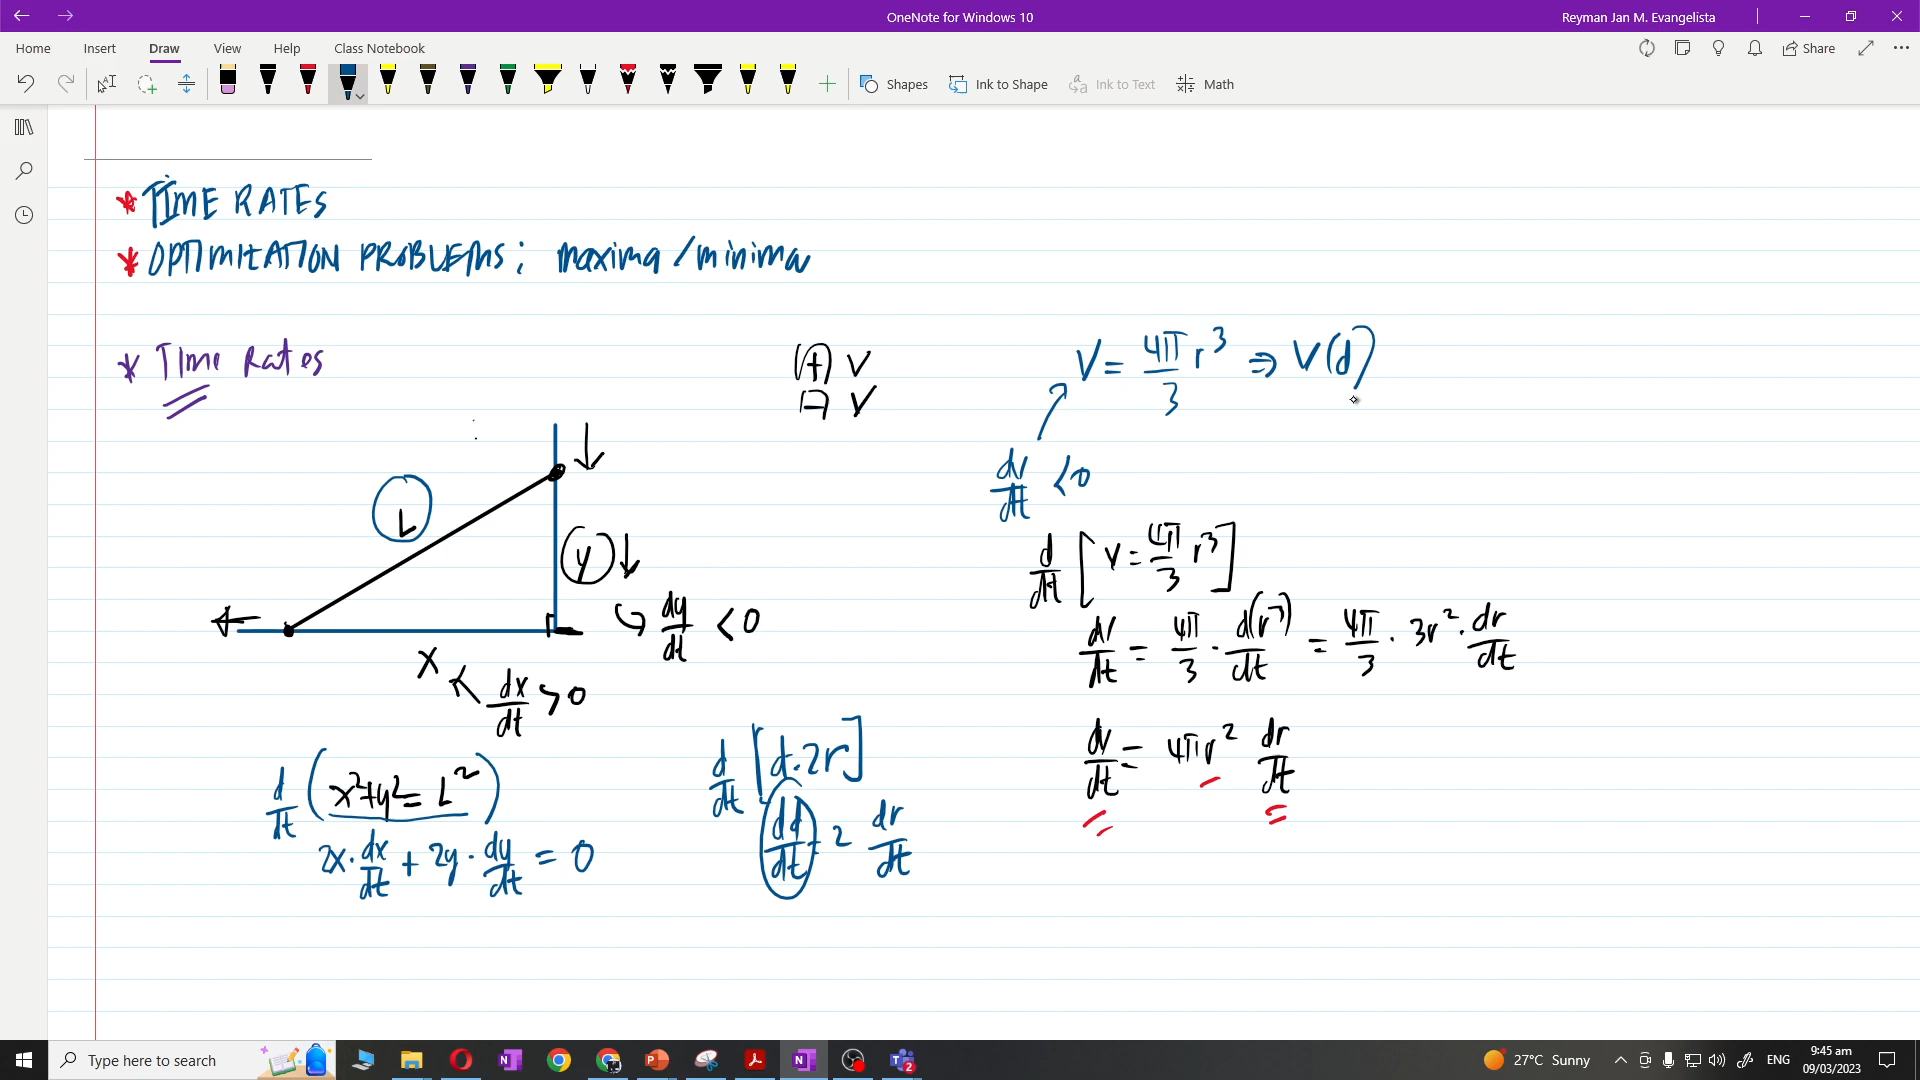 OneNote for Windows 10
Reyman Jan M. Evangelista
Home Insert Draw View Help Class Notebook
Share
Shapes Ink to Shape Ink to Text Math
* TIME RATES
* OPTIMIZATION PROBLEMS: maxima/minima
* Time Rates
(+) V
(-) V
V = 4π/3 r³ ⇒ V(d)
dV/dt < 0
L
y
dy/dt < 0
x
dx/dt > 0
d/dt [V = 4π/3 r³]
dV/dt = 4π/3 · d(r³)/dt = 4π/3 · 3r² · dr/dt
dV/dt = 4πr² dr/dt
d/dt (x²+y² = L²)
2x · dx/dt + 2y · dy/dt = 0
d/dt [d = 2r]
dd/dt = 2 dr/dt
Type here to search
27°C Sunny
ENG
9:45 am
09/03/2023